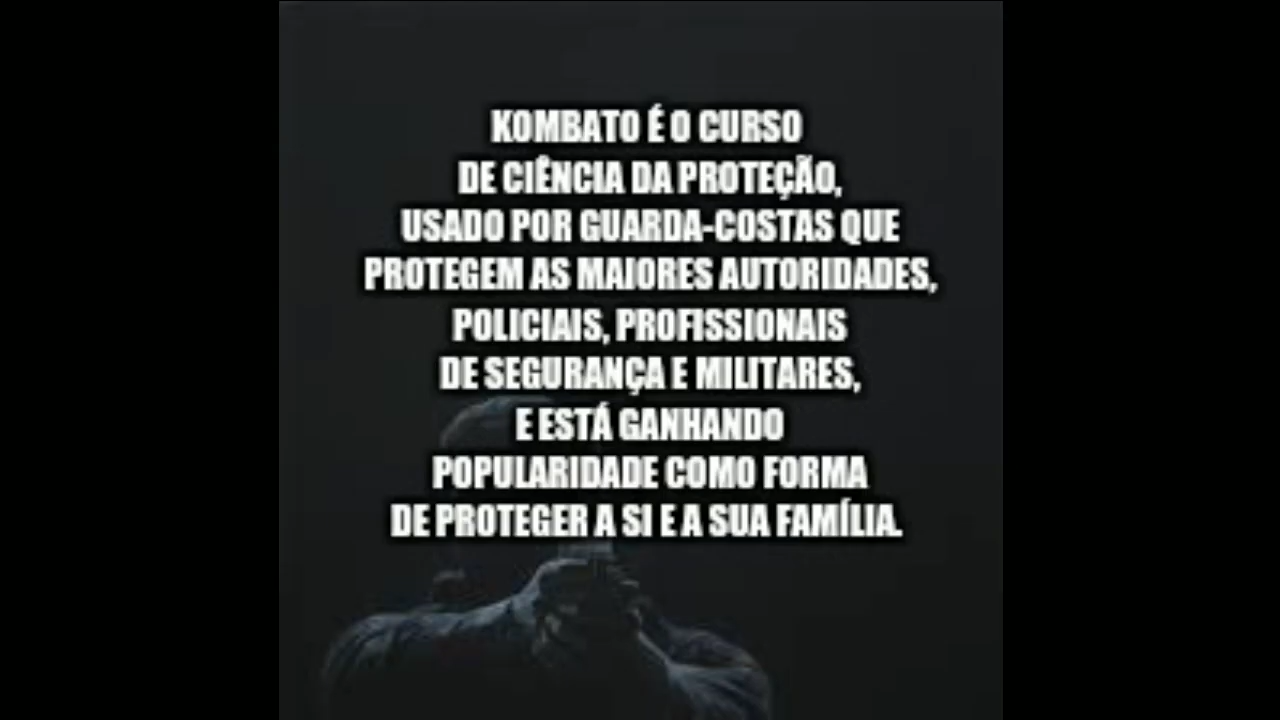 KOMBATO É O CURSO
DE CIÊNCIA DA PROTEÇÃO,
USADO POR GUARDA-COSTAS QUE
PROTEGEM AS MAIORES AUTORIDADES,
POLICIAIS, PROFISSIONAIS
DE SEGURANÇA E MILITARES,
E ESTÁ GANHANDO
POPULARIDADE COMO FORMA
DE PROTEGER A SI E A SUA FAMÍLIA.